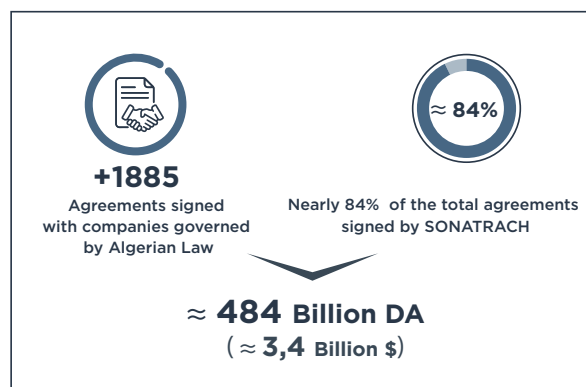 +1885
Agreements signed
with companies governed
by Algerian Law
≈ 84%
Nearly 84% of the total agreements
signed by SONATRACH
≈ 484 Billion DA
(≈ 3,4 Billion $)